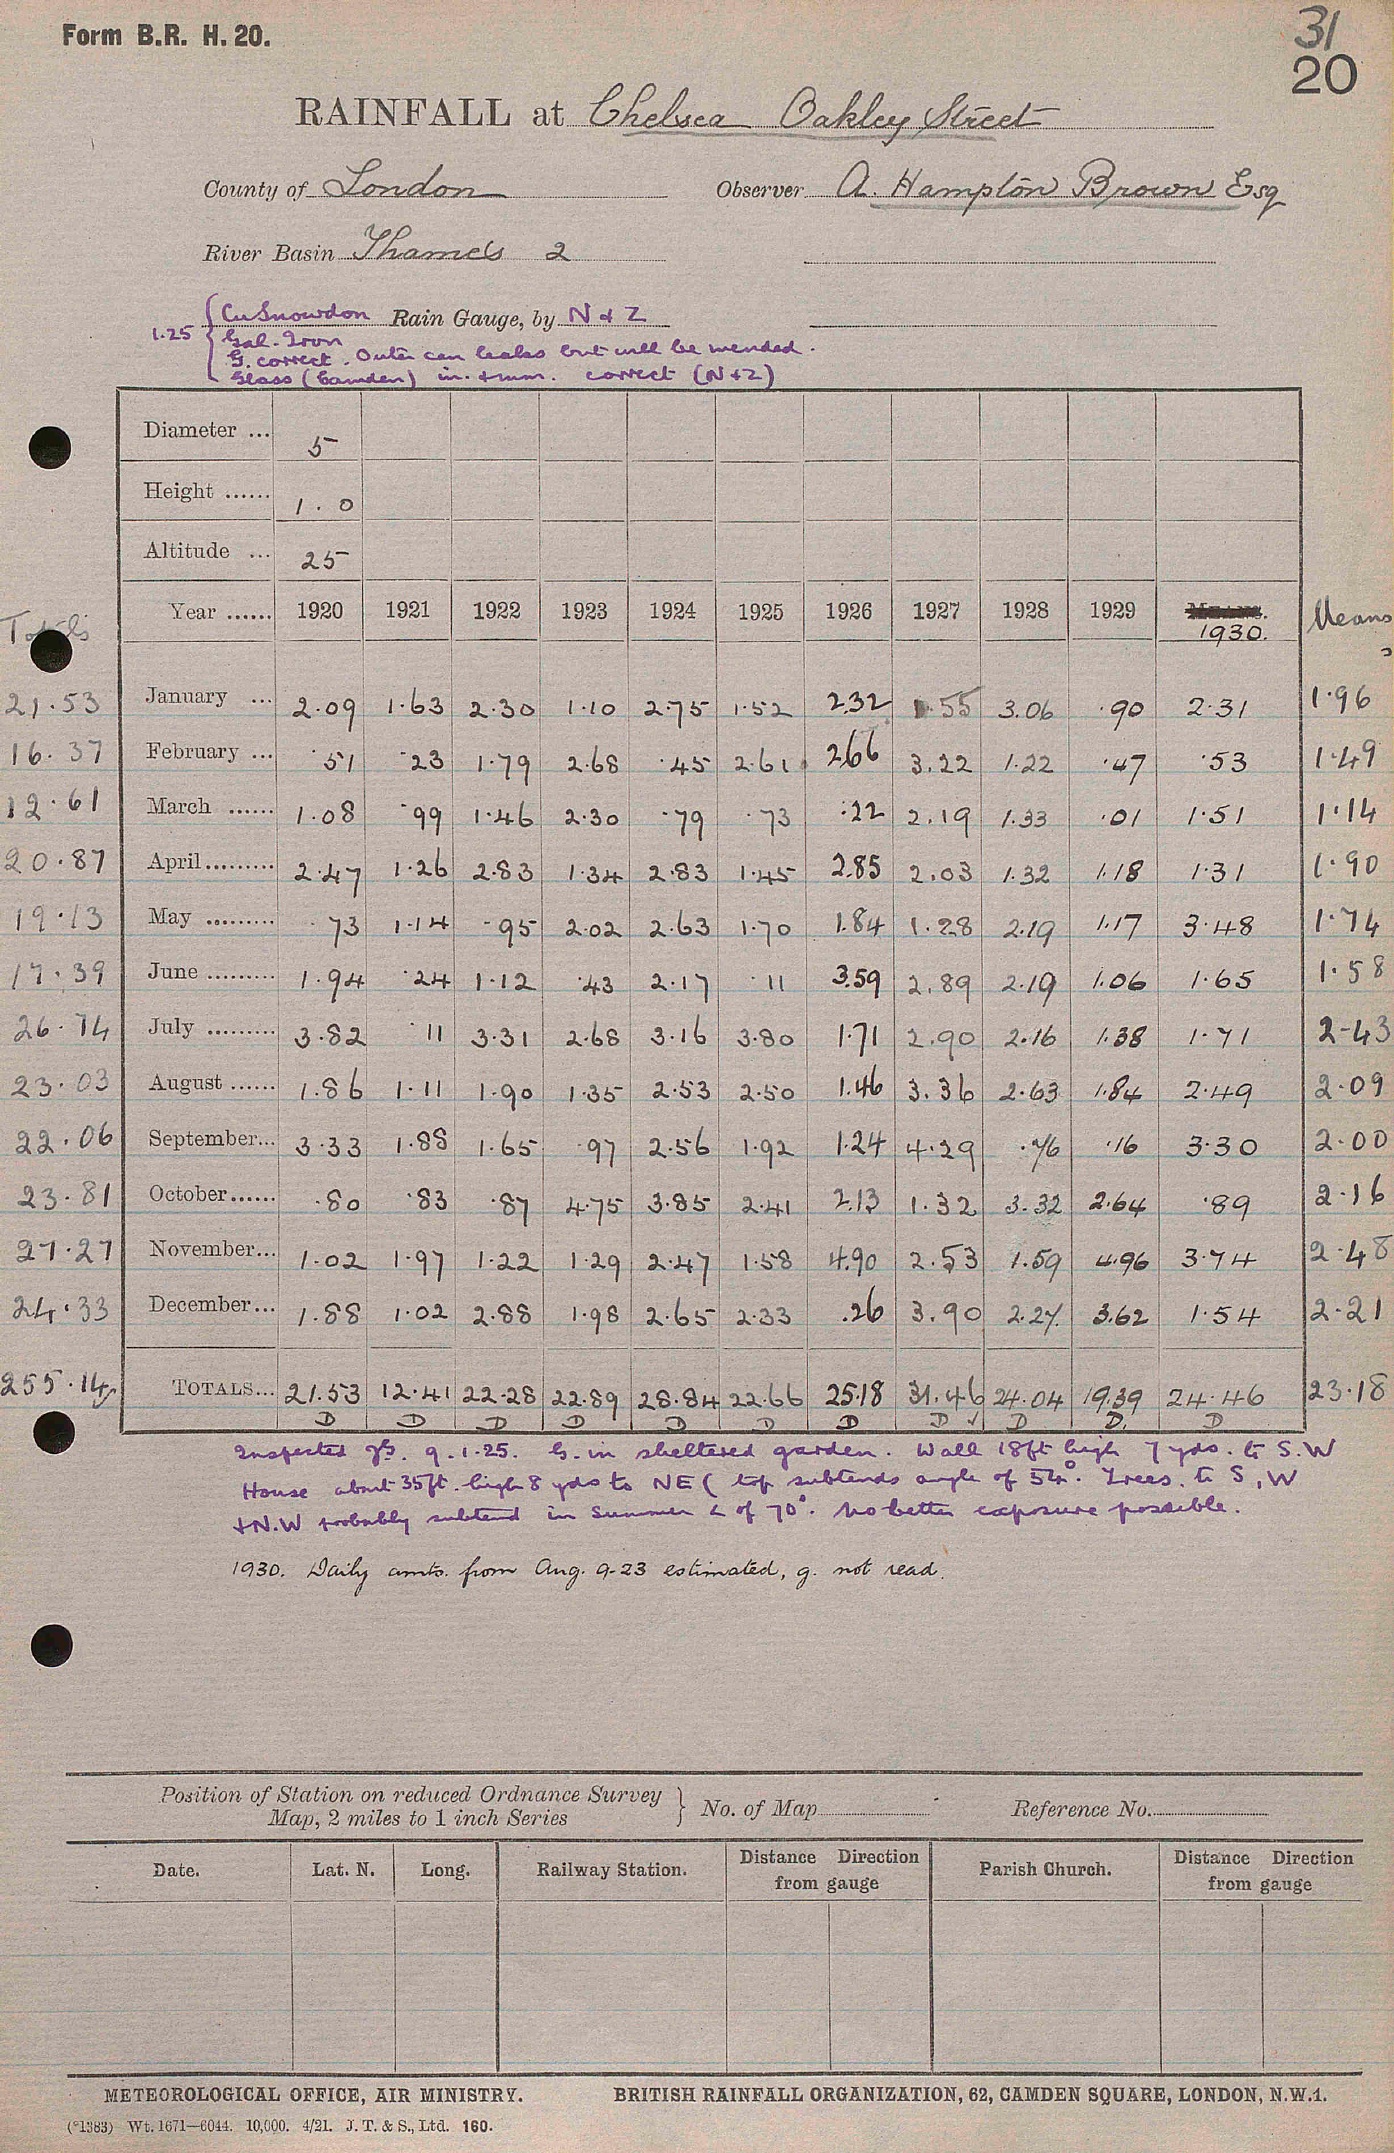 Form B.R. H. 20.
31
20
RAINFALL at Chelsea Oakley Street
County of London Observer A. Hampton Brown Esq
River Basin Thames 2
1.25 { Cu Snowdon Rain Gauge, by N & Z
Gal. Iron
G. correct. Outer can leaks but will be mended.
Glass (Camden) in. & mm. correct (N & Z)
Diameter ... 5
Height ...... 1.0
Altitude ... 25
Totals Year ...... 1920 1921 1922 1923 1924 1925 1926 1927 1928 1929 1930. Means
21.53 January ... 2.09 1.63 2.30 1.10 2.75 1.52 2.32 1.55 3.06 .90 2.31 1.96
16.37 February ... .51 .23 1.79 2.68 .45 2.61 2.66 3.22 1.22 .47 .53 1.49
12.61 March ...... 1.08 .99 1.46 2.30 .79 .73 .22 2.19 1.33 .01 1.51 1.14
20.87 April......... 2.47 1.26 2.83 1.34 2.83 1.45 2.85 2.03 1.32 1.18 1.31 1.90
19.13 May ......... .73 1.14 .95 2.02 2.63 1.70 1.84 1.28 2.19 1.17 3.48 1.74
17.39 June ......... 1.94 .24 1.12 .43 2.17 .11 3.59 2.89 2.19 1.06 1.65 1.58
26.74 July ......... 3.82 .11 3.31 2.68 3.16 3.80 1.71 2.90 2.16 1.38 1.71 2.43
23.03 August ...... 1.86 1.11 1.90 1.35 2.53 2.50 1.46 3.36 2.63 1.84 2.49 2.09
22.06 September... 3.33 1.88 1.65 .97 2.56 1.92 1.24 4.29 .76 .16 3.30 2.00
23.81 October...... .80 .83 .87 4.75 3.85 2.41 2.13 1.32 3.32 2.64 .89 2.16
27.27 November... 1.02 1.97 1.22 1.29 2.47 1.58 4.90 2.53 1.59 4.96 3.74 2.48
24.33 December... 1.88 1.02 2.88 1.98 2.65 2.33 .26 3.90 2.27 3.62 1.54 2.21
255.14 TOTALS... 21.53 12.41 22.28 22.89 28.84 22.66 25.18 31.46 24.04 19.39 24.46 23.18
D D D D D D D D ✓ D D. D
Inspected 9.1.25. G. in sheltered garden. Wall 18ft high 7 yds. to S.W
House about 35ft. high 8 yds to NE ( top subtends angle of 52°. Trees. to S, W
& N.W probably subtend in Summer ∠ of 70°. No better exposure possible.
1930. Daily amts. from Aug. 9-23 estimated, g. not read.
Position of Station on reduced Ordnance Survey
Map, 2 miles to 1 inch Series } No. of Map Reference No.
Date. Lat. N. Long. Railway Station. Distance Direction from gauge Parish Church. Distance Direction from gauge
METEOROLOGICAL OFFICE, AIR MINISTRY. BRITISH RAINFALL ORGANIZATION, 62, CAMDEN SQUARE, LONDON, N.W.1.
(*1383) Wt. 1671—6044. 10,000. 4/21. J. T. & S., Ltd. 160.